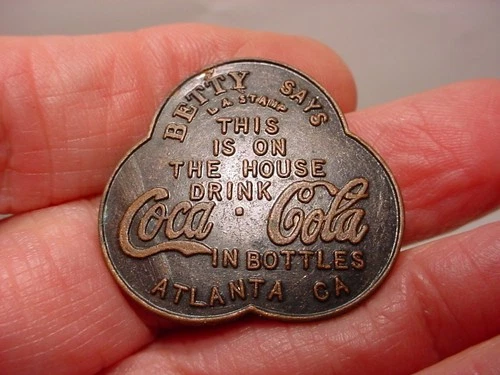 BETTY SAYS
L.A. STAMP
THIS
IS ON
THE HOUSE
DRINK
Coca · Cola
IN BOTTLES
ATLANTA GA